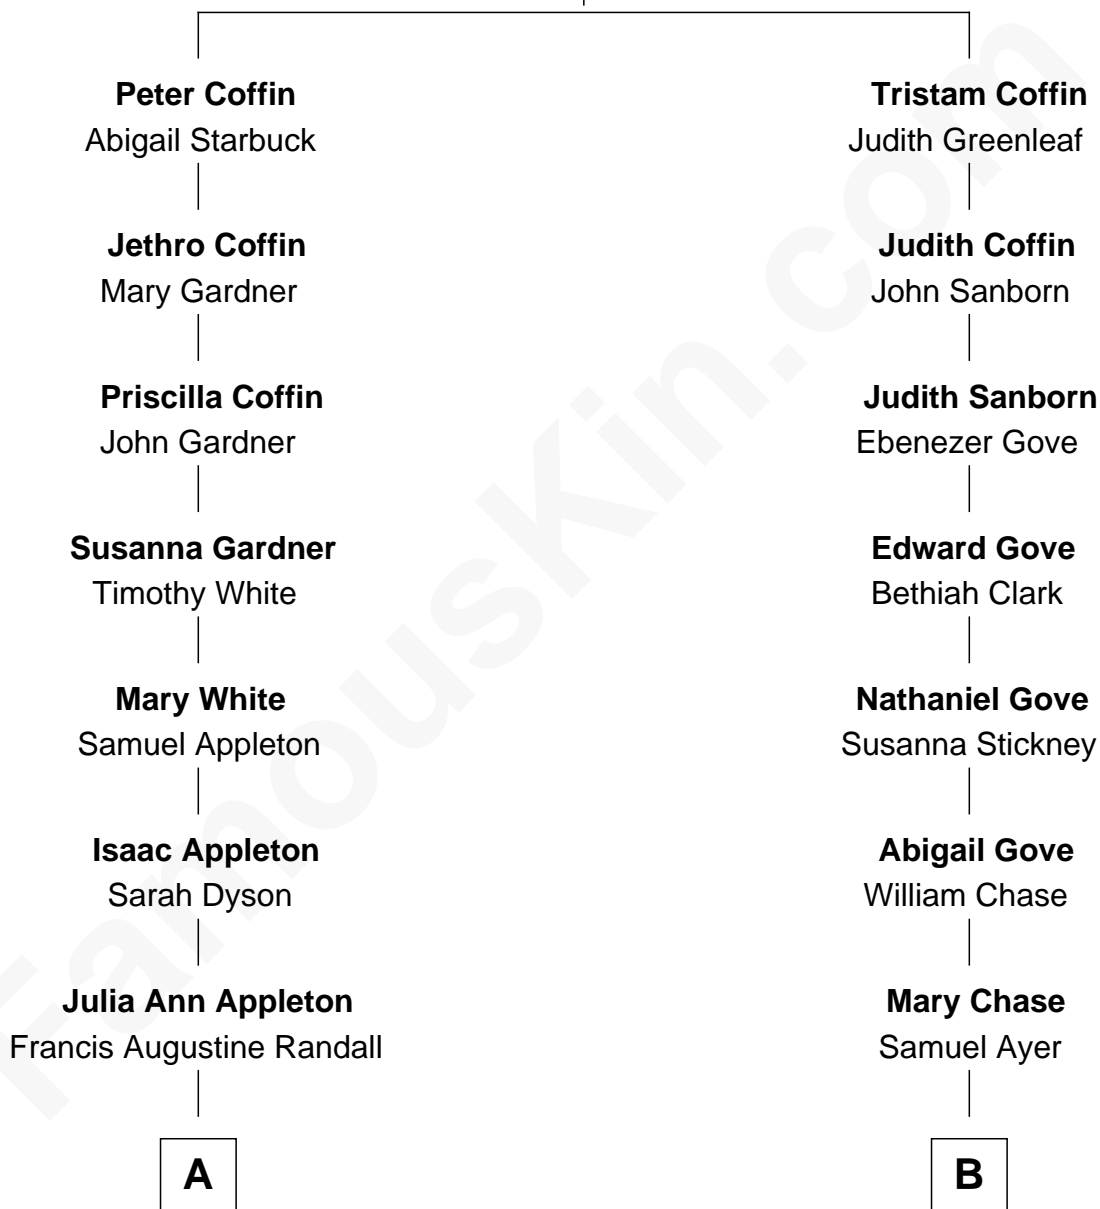 Peter Coffin
Abigail Starbuck
Jethro Coffin
Mary Gardner
Priscilla Coffin
John Gardner
Susanna Gardner
Timothy White
Mary White
Samuel Appleton
Isaac Appleton
Sarah Dyson
Julia Ann Appleton
Francis Augustine Randall
A
Tristam Coffin
Judith Greenleaf
Judith Coffin
John Sanborn
Judith Sanborn
Ebenezer Gove
Edward Gove
Bethiah Clark
Nathaniel Gove
Susanna Stickney
Abigail Gove
William Chase
Mary Chase
Samuel Ayer
B
FamousKin.com